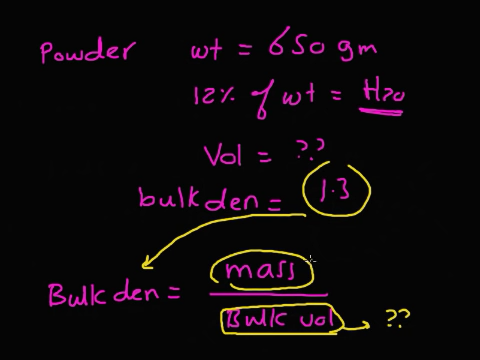 Powder wt = 650 gm
12% of wt = H2O
Vol = ??
bulk den = 1.3
Bulk den = mass
Bulk vol ??